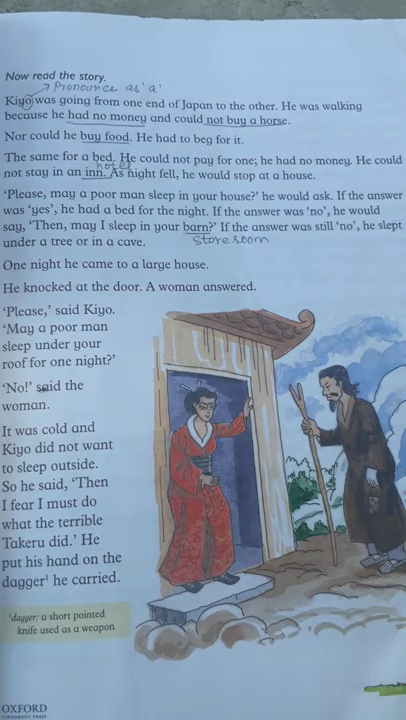 Now read the story.
Pronounce as 'a'
Kiyo was going from one end of Japan to the other. He was walking
because he had no money and could not buy a horse.
Nor could he buy food. He had to beg for it.
The same for a bed. He could not pay for one; he had no money. He could
hotel
not stay in an inn. As night fell, he would stop at a house.
'Please, may a poor man sleep in your house?' he would ask. If the answer
was 'yes', he had a bed for the night. If the answer was 'no', he would
say, 'Then, may I sleep in your barn?' If the answer was still 'no', he slept
under a tree or in a cave.
storeroom
One night he came to a large house.
He knocked at the door. A woman answered.
'Please,' said Kiyo.
'May a poor man
sleep under your
roof for one night?'
'No!' said the
woman.
It was cold and
Kiyo did not want
to sleep outside.
So he said, 'Then
I fear I must do
what the terrible
Takeru did.' He
put his hand on the
dagger¹ he carried.
¹dagger: a short pointed
knife used as a weapon
OXFORD
UNIVERSITY PRESS